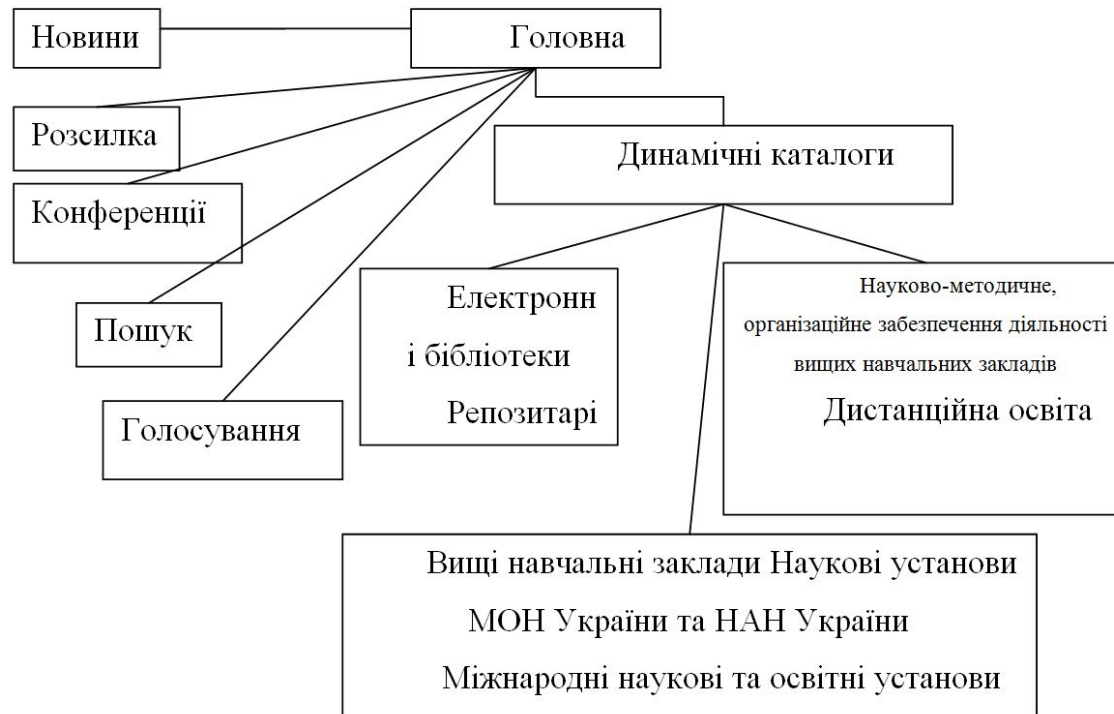 Новини
Головна
Розсилка
Динамічні каталоги
Конференції
Електронн
і бібліотеки
Репозитарі
Науково-методичне,
організаційне забезпечення діяльності
вищих навчальних закладів
Дистанційна освіта
Пошук
Голосування
Вищі навчальні заклади Наукові установи
МОН України та НАН України
Міжнародні наукові та освітні установи